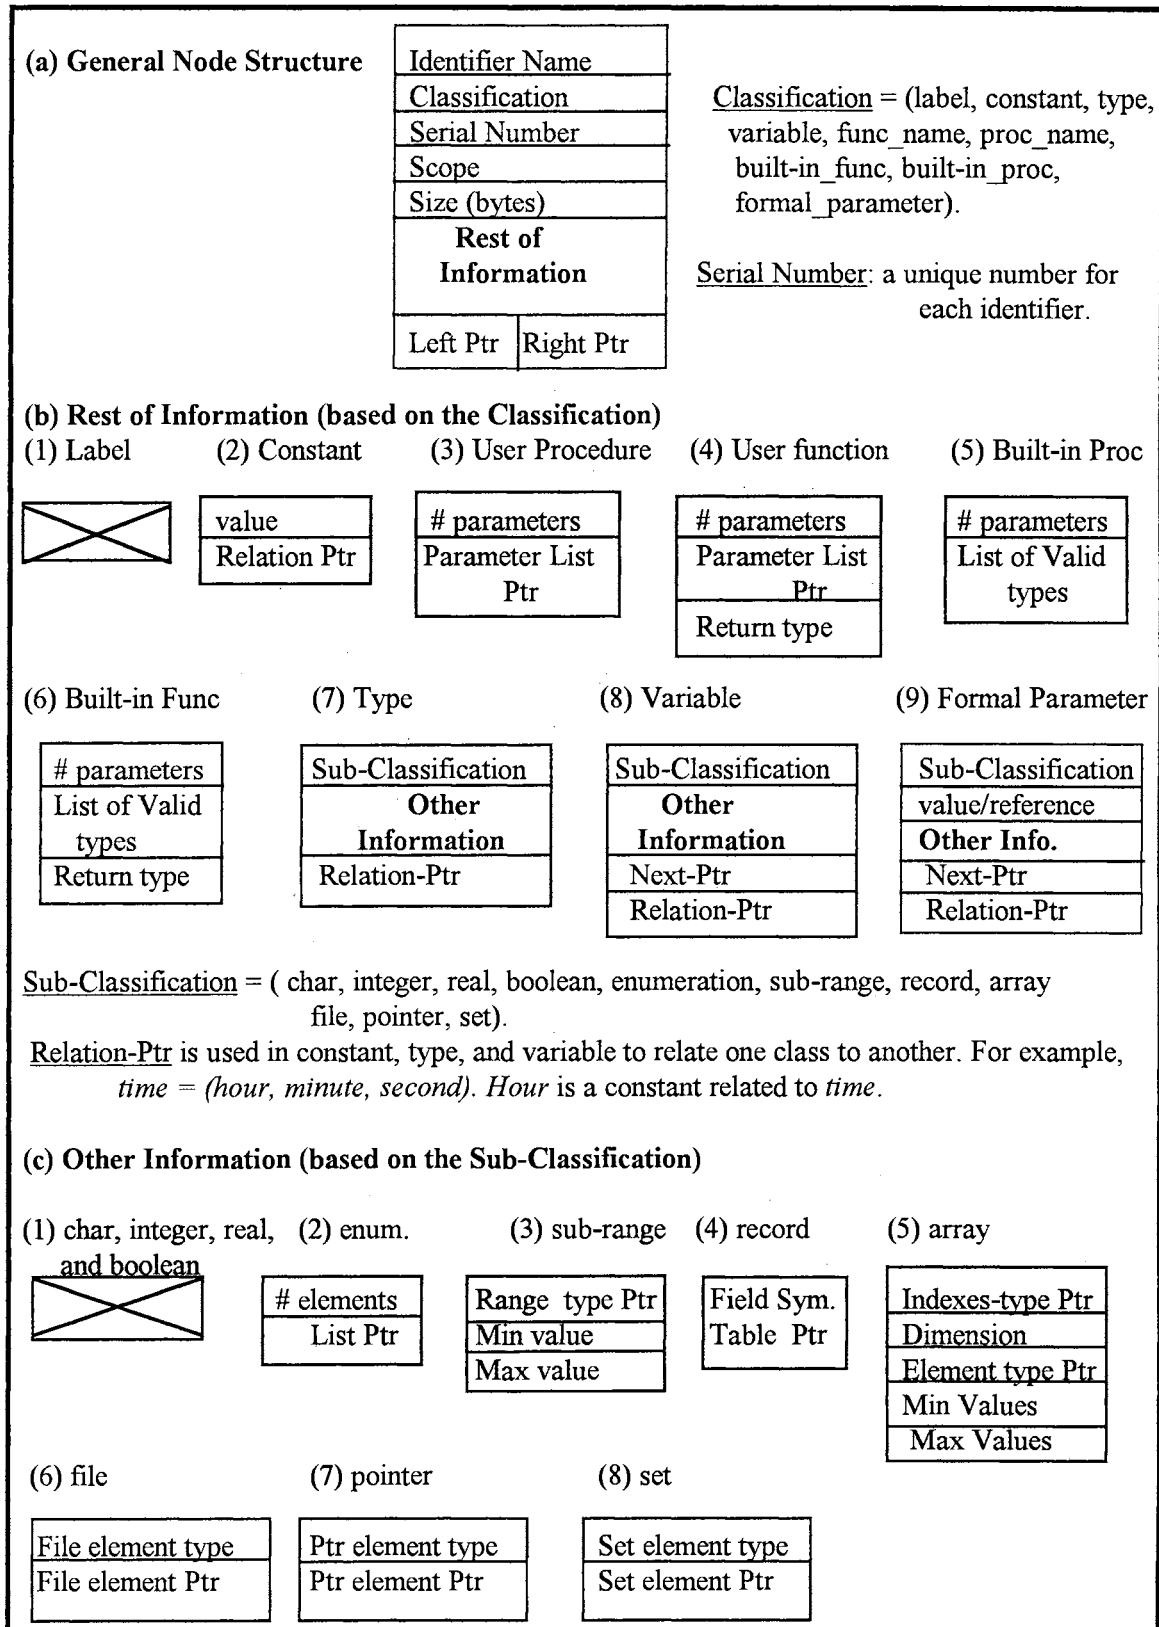 (a) General Node Structure
Identifier Name
Classification
Serial Number
Scope
Size (bytes)
Rest of
Information
Left Ptr Right Ptr
Classification = (label, constant, type,
variable, func_name, proc_name,
built-in_func, built-in_proc,
formal_parameter).
Serial Number: a unique number for
each identifier.
(b) Rest of Information (based on the Classification)
(1) Label (2) Constant (3) User Procedure (4) User function (5) Built-in Proc
value
Relation Ptr
# parameters
Parameter List
Ptr
# parameters
Parameter List
Ptr
Return type
# parameters
List of Valid
types
(6) Built-in Func (7) Type (8) Variable (9) Formal Parameter
# parameters
List of Valid
types
Return type
Sub-Classification
Other
Information
Relation-Ptr
Sub-Classification
Other
Information
Next-Ptr
Relation-Ptr
Sub-Classification
value/reference
Other Info.
Next-Ptr
Relation-Ptr
Sub-Classification = ( char, integer, real, boolean, enumeration, sub-range, record, array
file, pointer, set).
Relation-Ptr is used in constant, type, and variable to relate one class to another. For example,
time = (hour, minute, second). Hour is a constant related to time.
(c) Other Information (based on the Sub-Classification)
(1) char, integer, real, (2) enum. (3) sub-range (4) record (5) array
and boolean
# elements
List Ptr
Range type Ptr
Min value
Max value
Field Sym.
Table Ptr
Indexes-type Ptr
Dimension
Element type Ptr
Min Values
Max Values
(6) file (7) pointer (8) set
File element type
File element Ptr
Ptr element type
Ptr element Ptr
Set element type
Set element Ptr